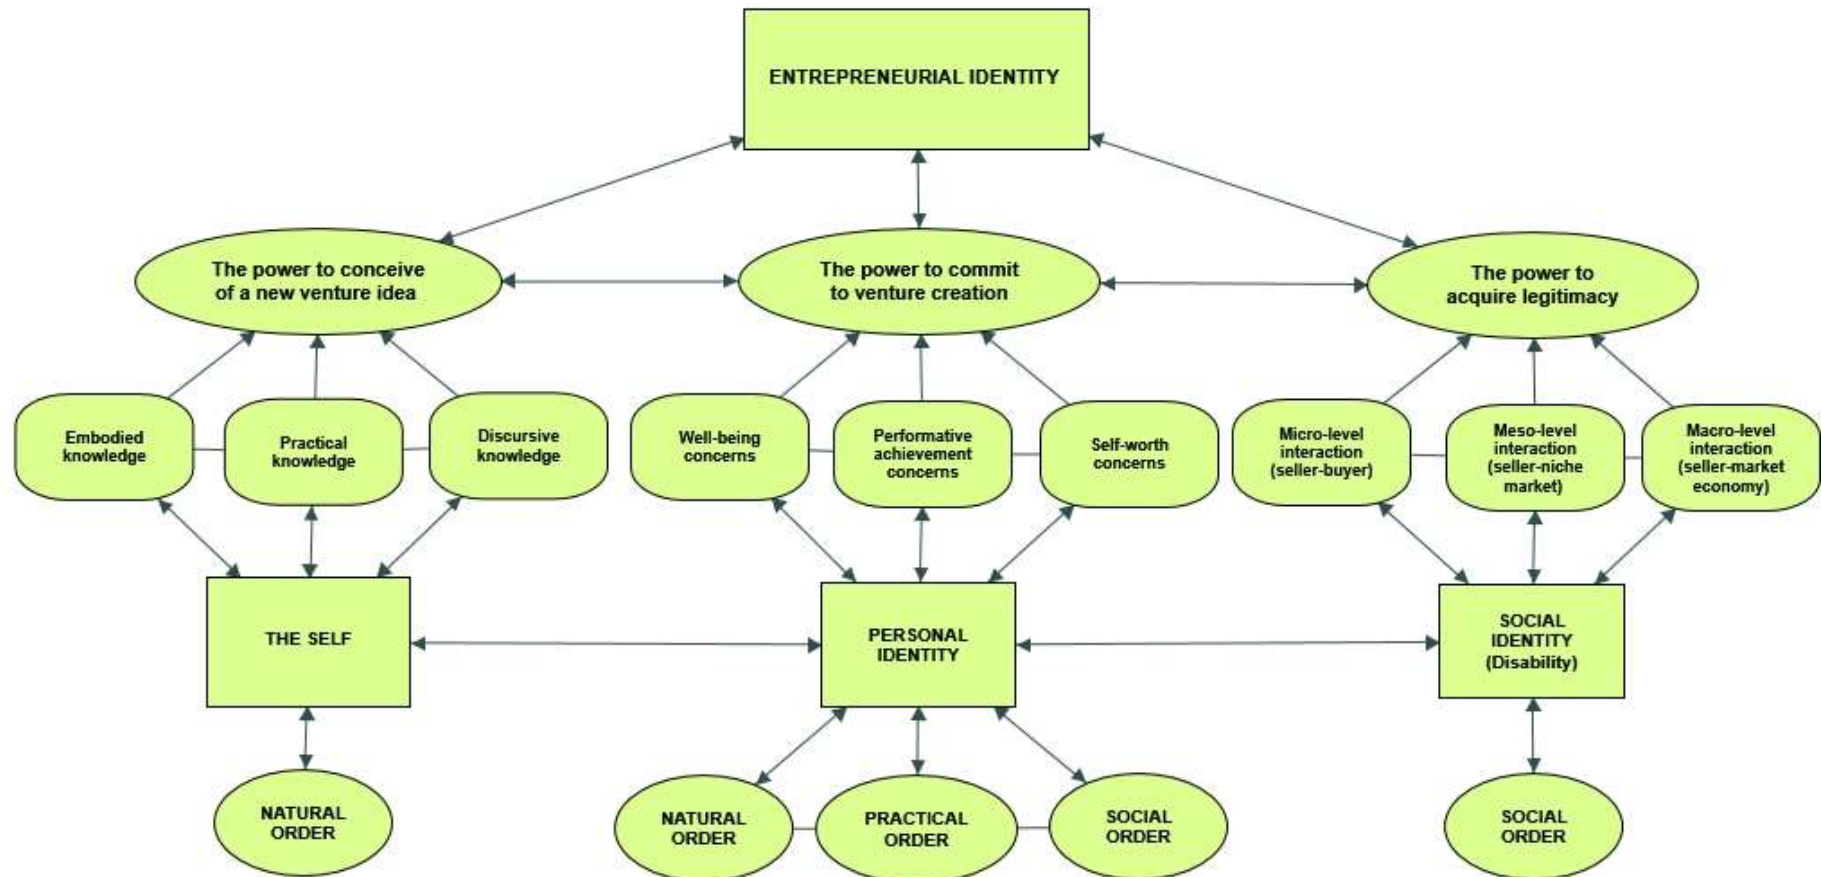 ENTREPRENEURIAL IDENTITY
The power to conceive
of a new venture idea
The power to commit
to venture creation
The power to
acquire legitimacy
Embodied
knowledge
Practical
knowledge
Discursive
knowledge
Well-being
concerns
Performative
achievement
concerns
Self-worth
concerns
Micro-level
interaction
(seller-buyer)
Meso-level
interaction
(seller-niche
market)
Macro-level
interaction
(seller-market
economy)
THE SELF
PERSONAL
IDENTITY
SOCIAL
IDENTITY
(Disability)
NATURAL
ORDER
NATURAL
ORDER
PRACTICAL
ORDER
SOCIAL
ORDER
SOCIAL
ORDER